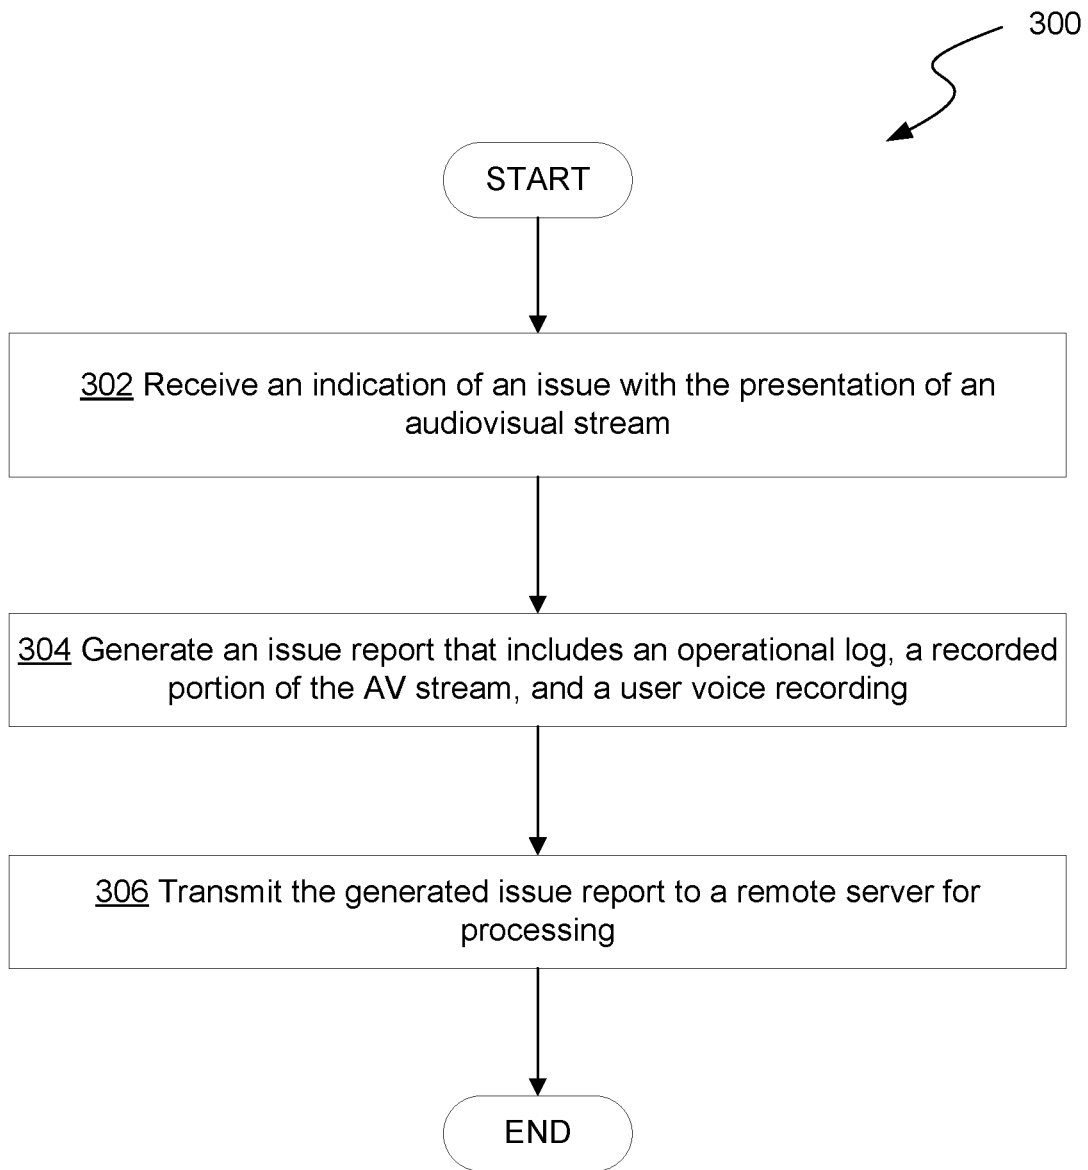 300
START
302 Receive an indication of an issue with the presentation of an
audiovisual stream
304 Generate an issue report that includes an operational log, a recorded
portion of the AV stream, and a user voice recording
306 Transmit the generated issue report to a remote server for
processing
END